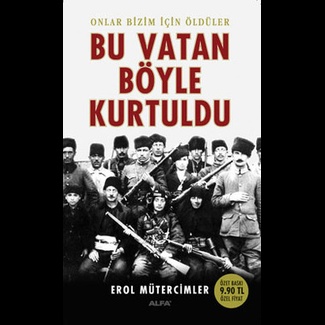 ONLAR BİZİM İÇİN ÖLDÜLER
BU VATAN
BÖYLE
KURTULDU
EROL MÜTERCİMLER
ÖZET BASKI
9.90 TL
ÖZEL FİYAT
ALFA